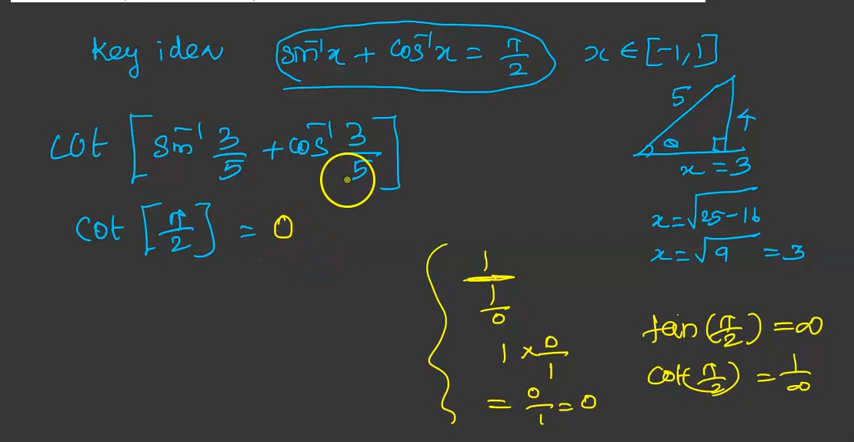 Key idea sin⁻¹x + cos⁻¹x = π/2 x ∈ [-1, 1]
5
4
θ
x = 3
cot [sin⁻¹ 3/5 + cos⁻¹ 3/5]
cot [π/2] = 0
x = √25-16
x = √9 = 3
1/(1/0)
1 × 0/1
= 0/1 = 0
tan(π/2) = ∞
cot(π/2) = 1/∞